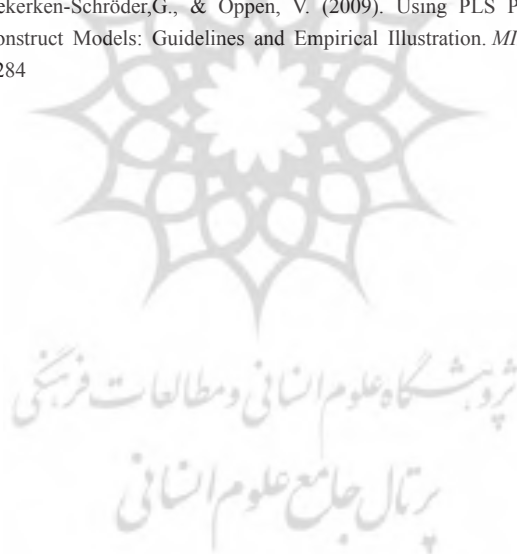 ekerken-Schröder,G., & Oppen, V. (2009). Using PLS P
onstruct Models: Guidelines and Empirical Illustration. MI
284
پژوهشگاه علوم انسانی و مطالعات فرهنگی
پرتال جامع علوم انسانی